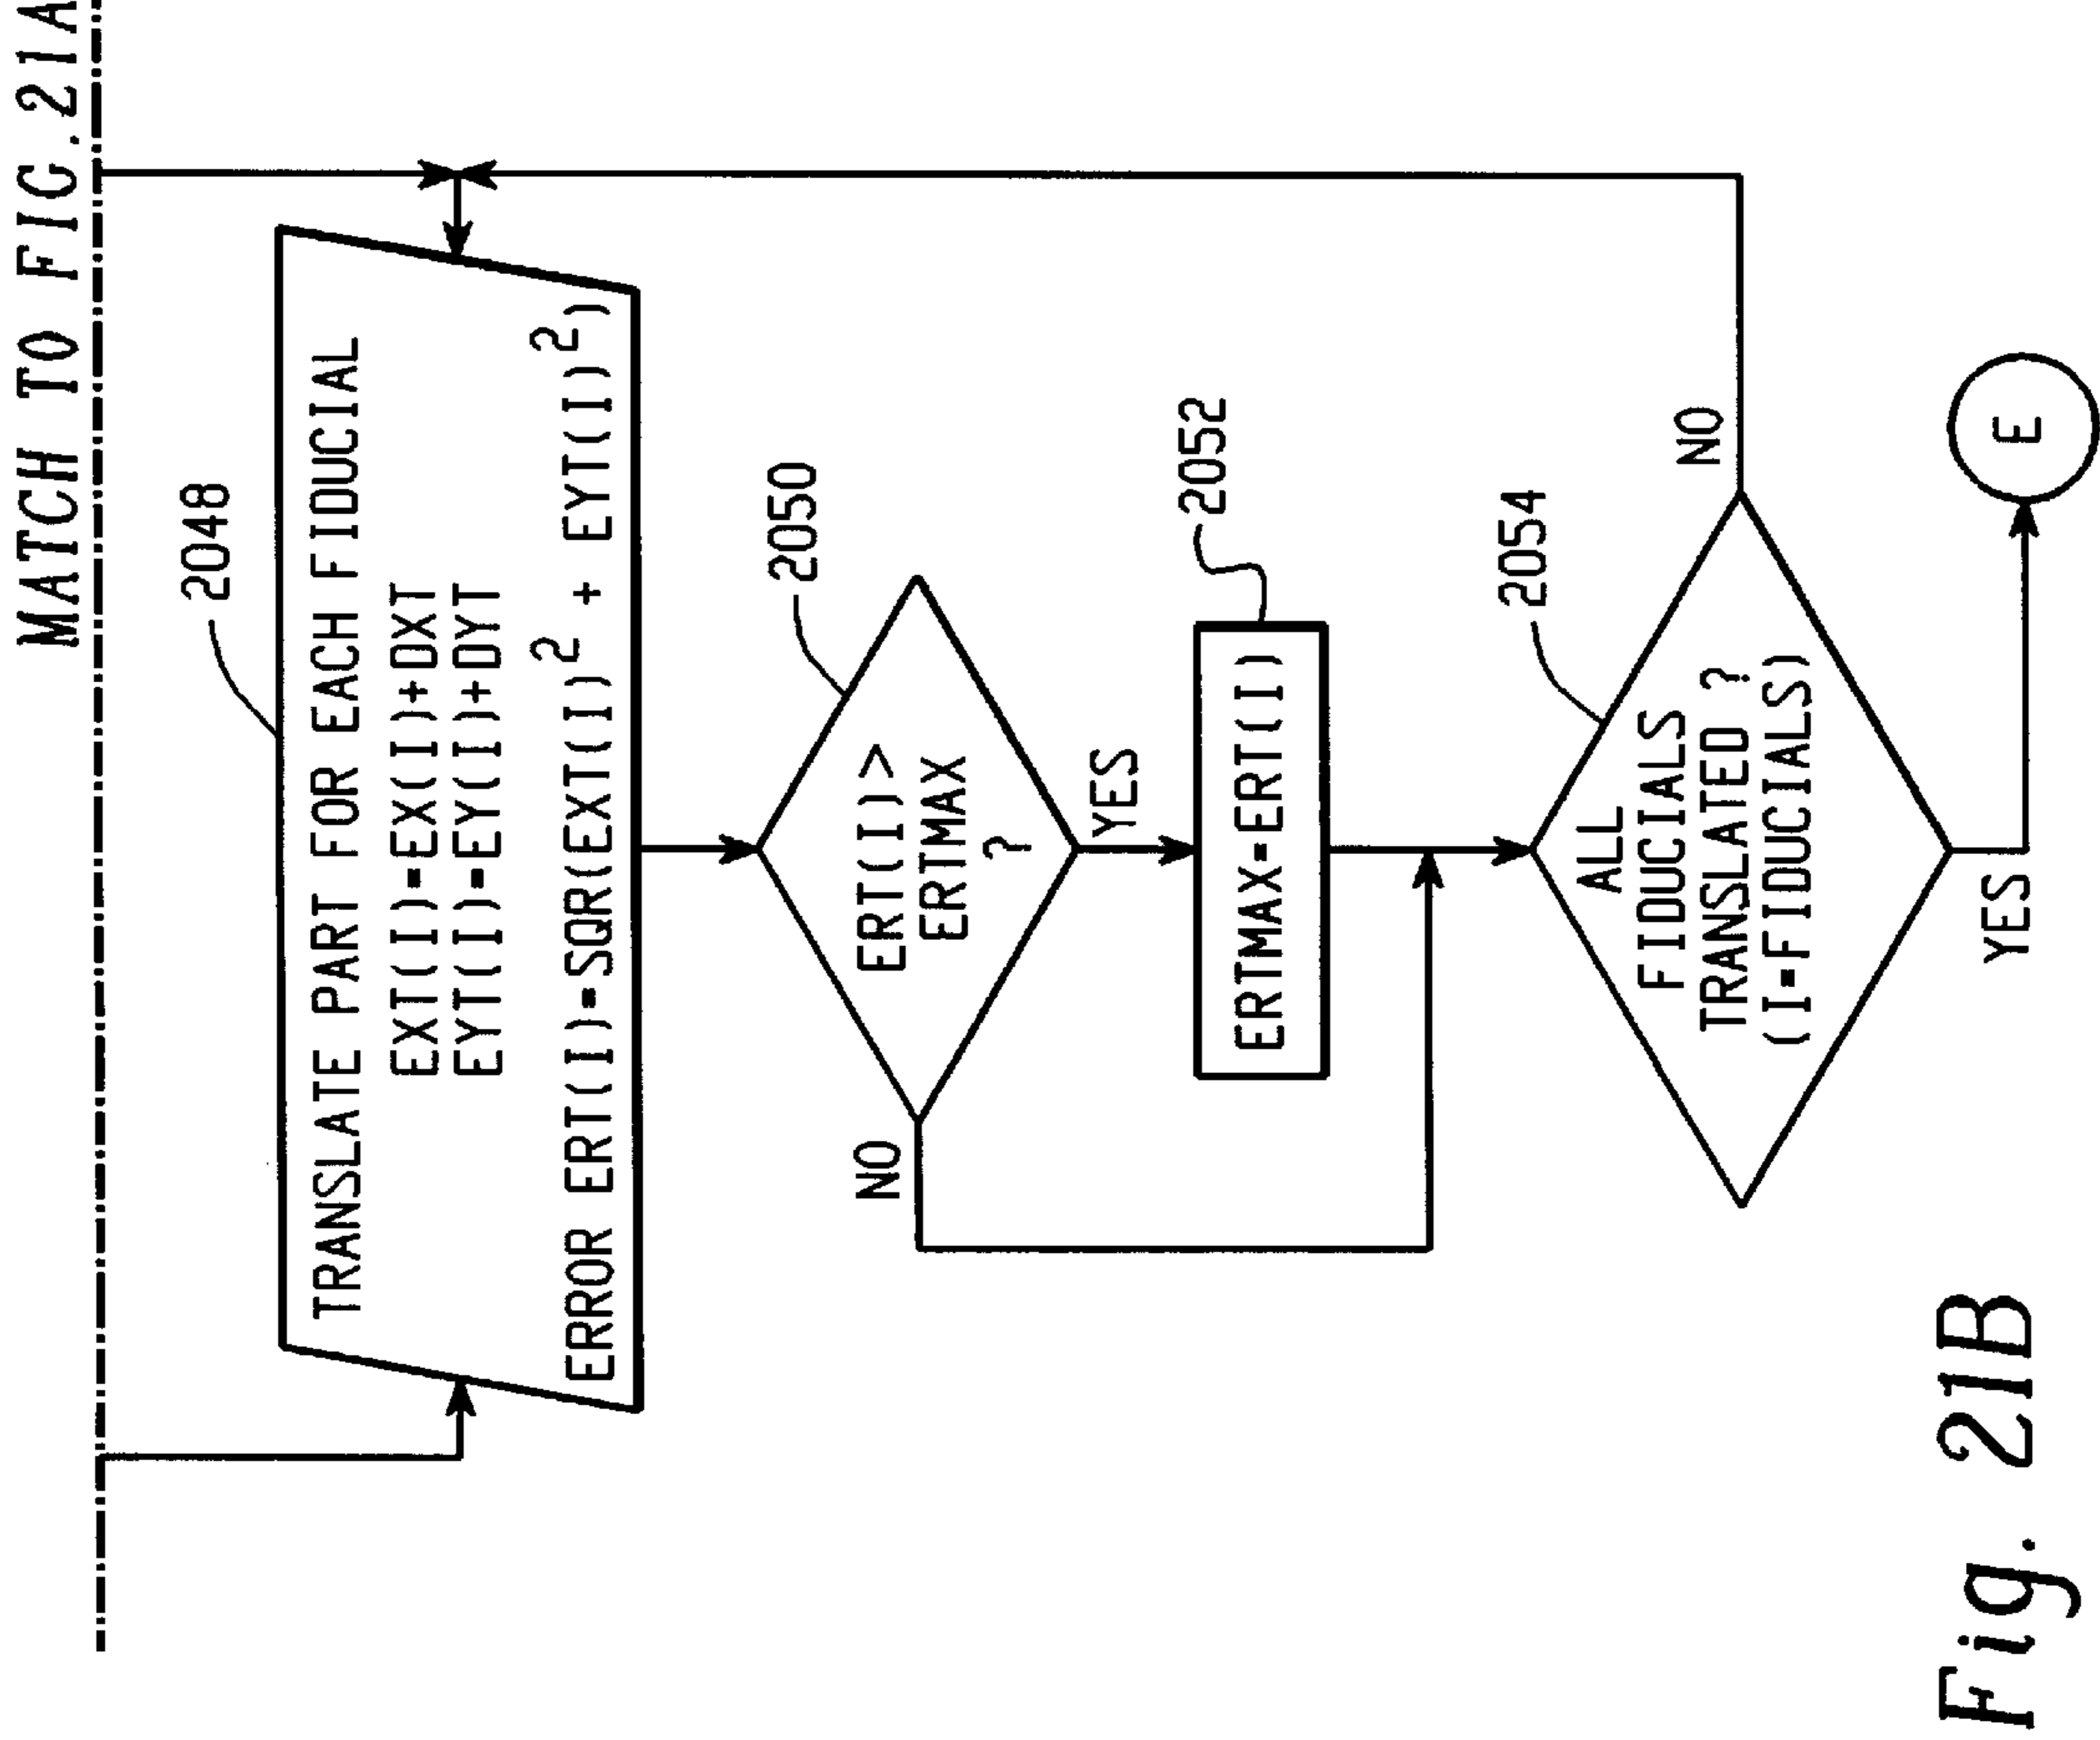 MATCH TO FIG.21A
2048
TRANSLATE PART FOR EACH FIDUCIAL
EXT(I)=EX(I)+DXT
EYT(I)=EY(I)+DYT
ERROR ERT(I)=SQR(EXT(I)² + EYT(I)²)
2050
ERT(I)>
ERTMAX
?
NO
YES
2052
ERTMAX=ERT(I)
2054
ALL
FIDUCIALS
TRANSLATED ?
(I=FIDUCIALS)
NO
YES
E
Fig. 21B